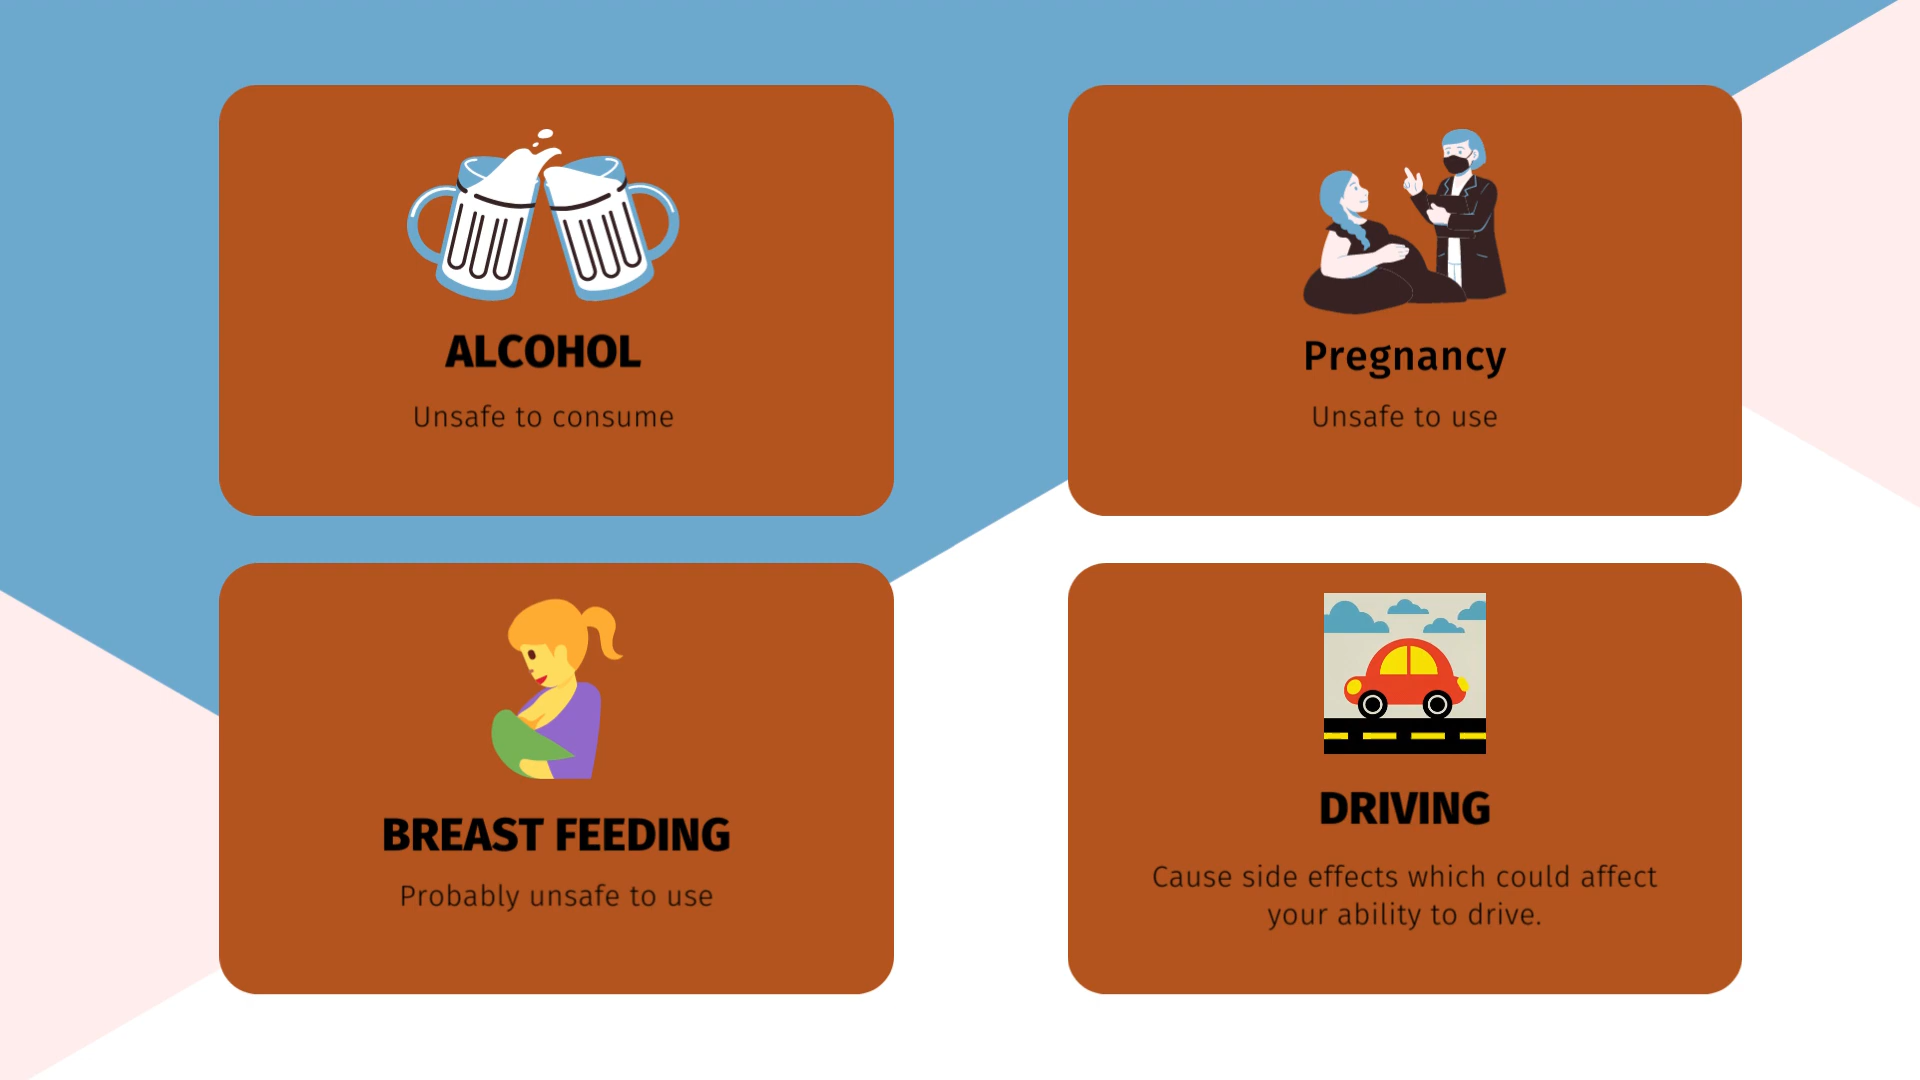 ALCOHOL
Unsafe to consume
Pregnancy
Unsafe to use
BREAST FEEDING
Probably unsafe to use
DRIVING
Cause side effects which could affect
your ability to drive.